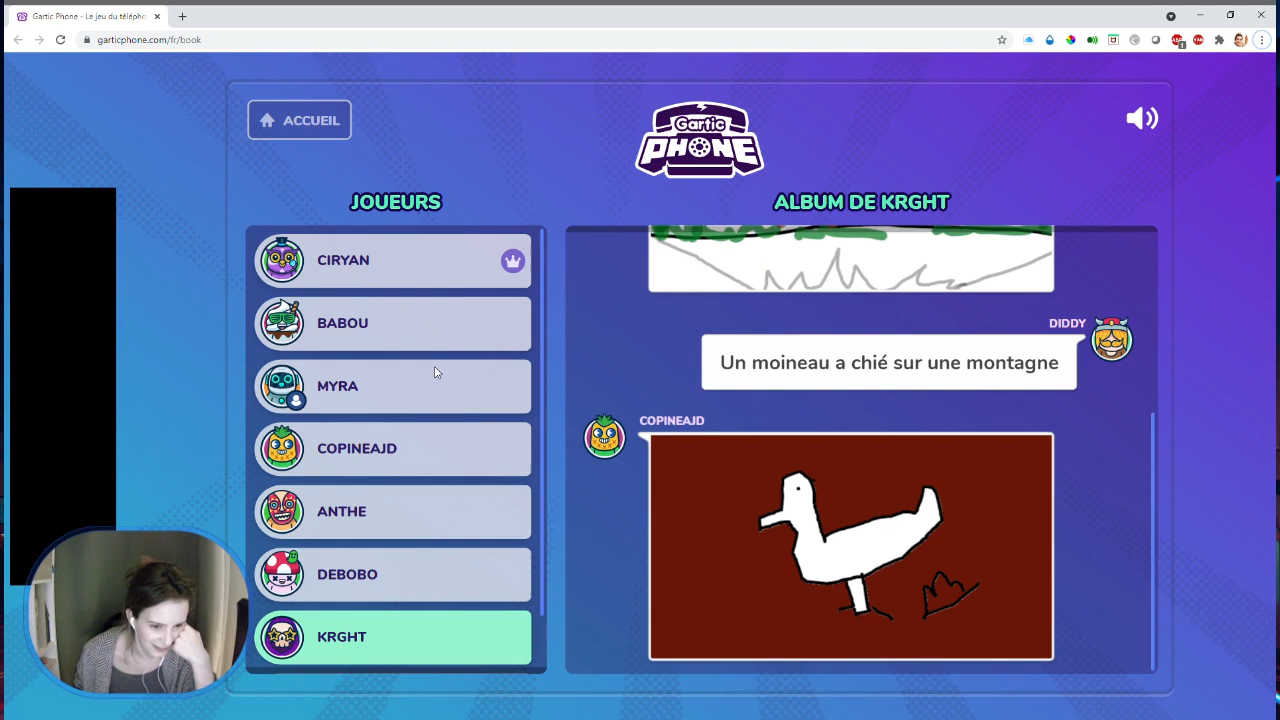 Gartic Phone - Le jeu du télépho
garticphone.com/fr/book
1
ACCUEIL
Gartic
PHONE
JOUEURS
ALBUM DE KRGHT
CIRYAN
BABOU
MYRA
COPINEAJD
ANTHE
DEBOBO
KRGHT
DIDDY
Un moineau a chié sur une montagne
COPINEAJD